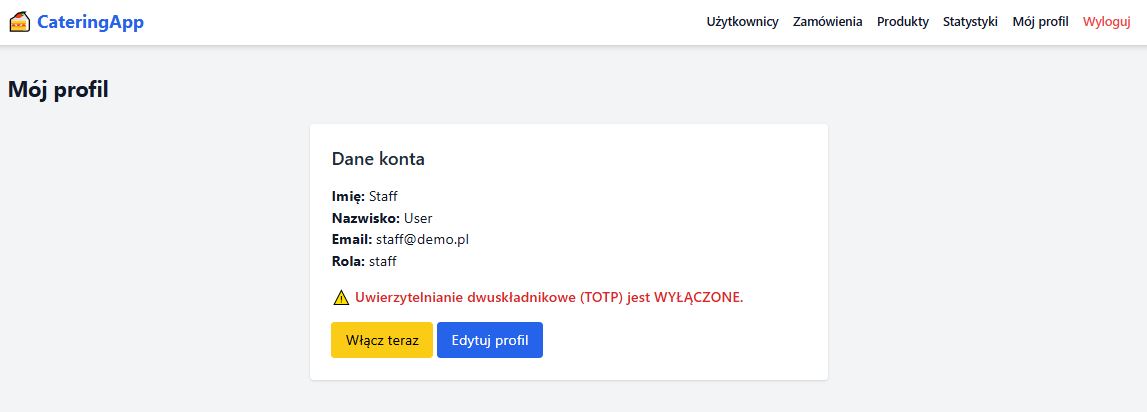 CateringApp
Użytkownicy Zamówienia Produkty Statystyki Mój profil Wyloguj
Mój profil
Dane konta
Imię: Staff
Nazwisko: User
Email: staff@demo.pl
Rola: staff
Uwierzytelnianie dwuskładnikowe (TOTP) jest WYŁĄCZONE.
Włącz teraz Edytuj profil